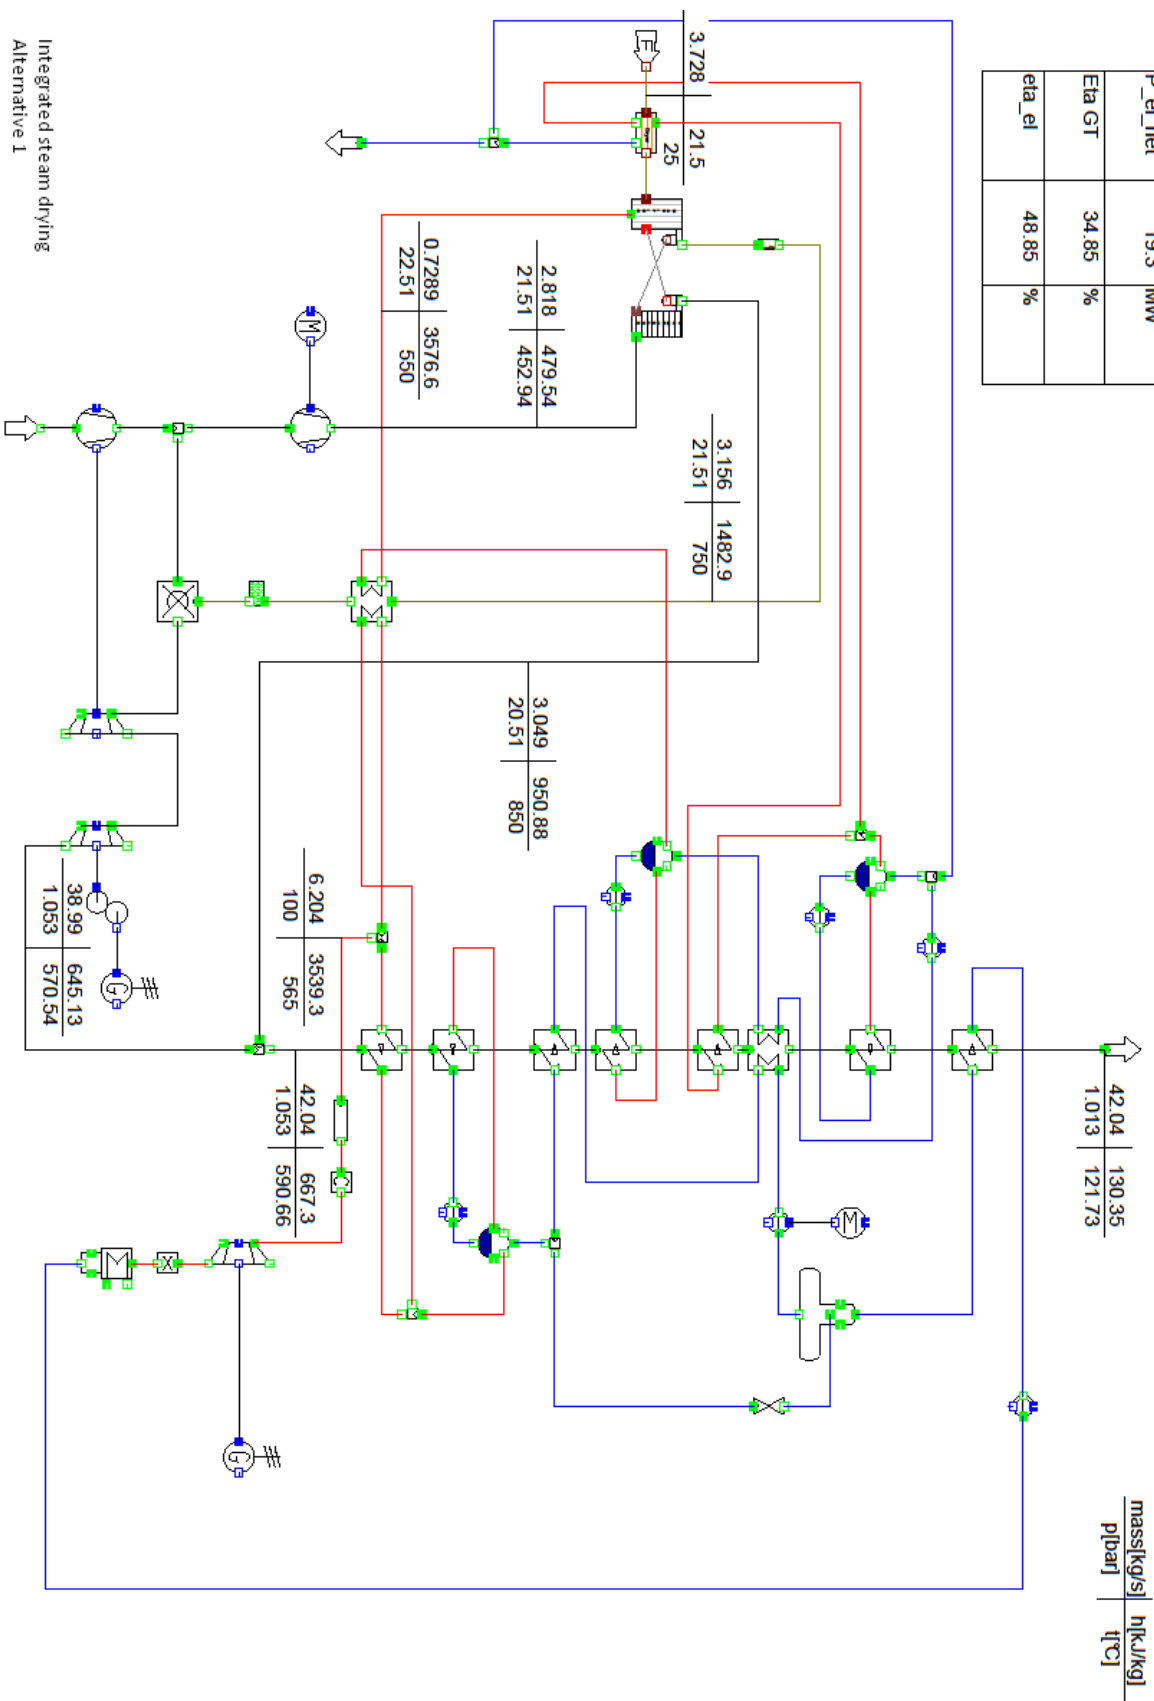 Integrated steam drying
Alternative 1
P_el_net 19.3 MW
Eta GT 34.85 %
eta_el 48.85 %
mass[kg/s] h[kJ/kg]
p[bar] t[°C]
3.728 21.5
25
2.818 479.54
21.51 452.94
0.7289 3576.6
22.51 550
3.156 1482.9
21.51 750
3.049 950.88
20.51 850
6.204 3539.3
100 565
38.99 645.13
1.053 570.54
42.04 667.3
1.053 590.66
42.04 130.35
1.013 121.73
M
M
G
G
C
X
F